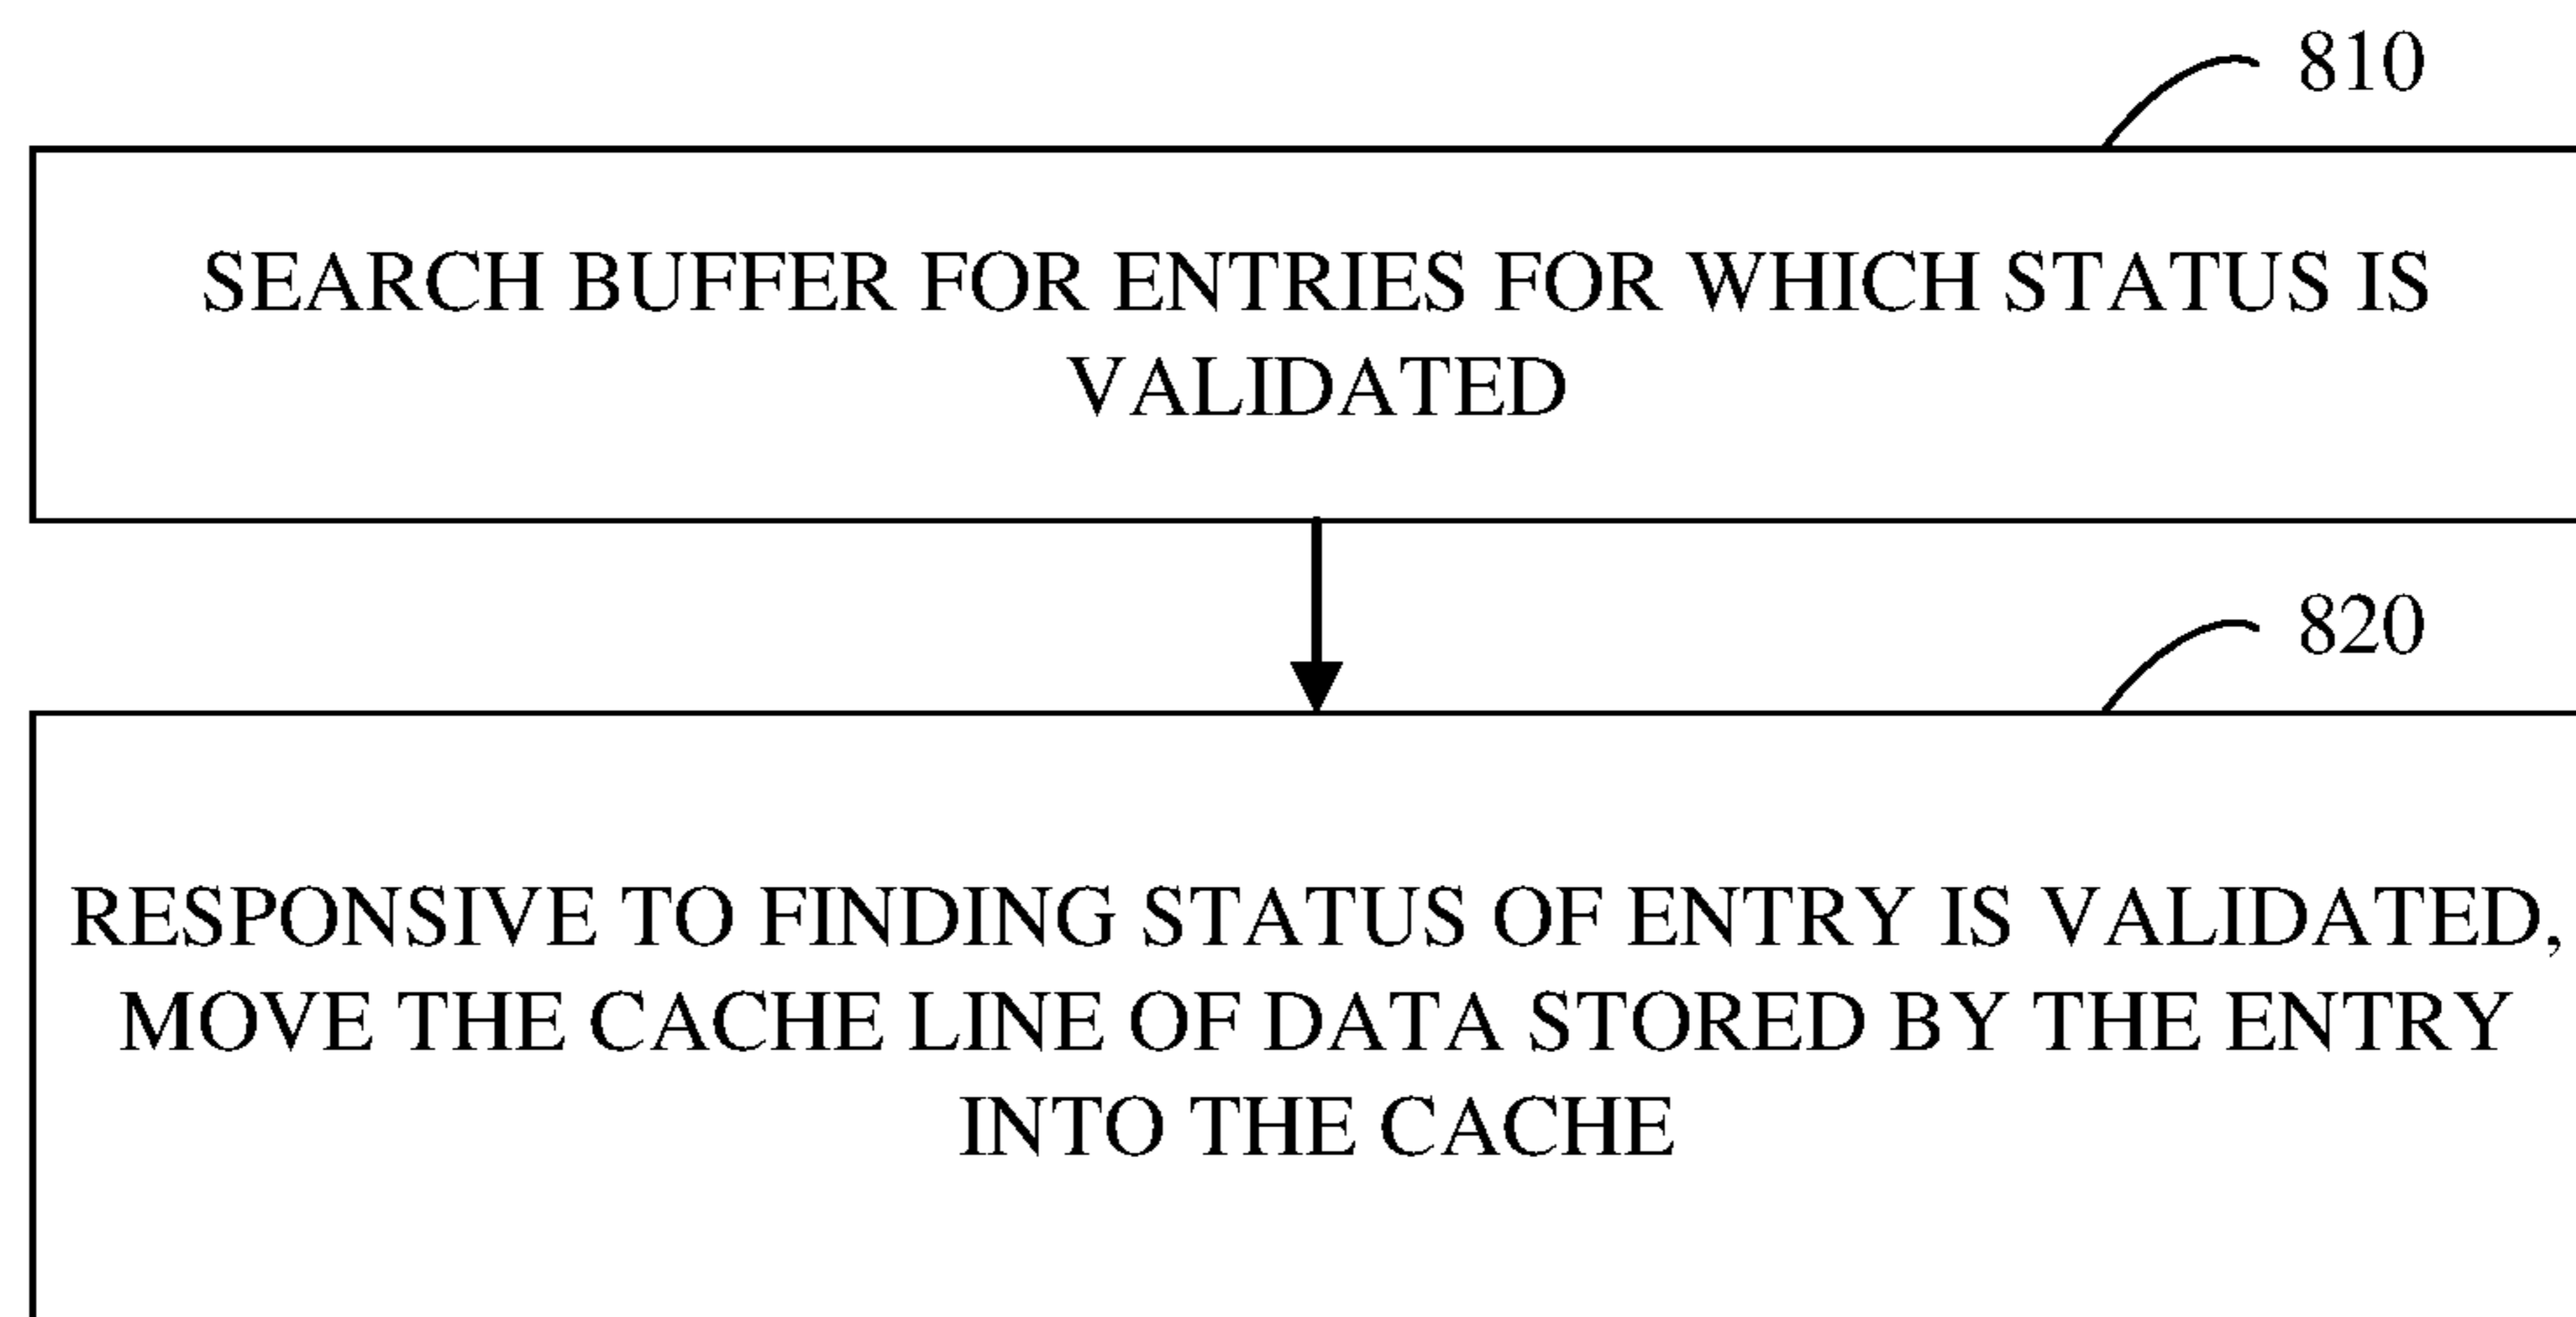 810
SEARCH BUFFER FOR ENTRIES FOR WHICH STATUS IS
VALIDATED
820
RESPONSIVE TO FINDING STATUS OF ENTRY IS VALIDATED,
MOVE THE CACHE LINE OF DATA STORED BY THE ENTRY
INTO THE CACHE